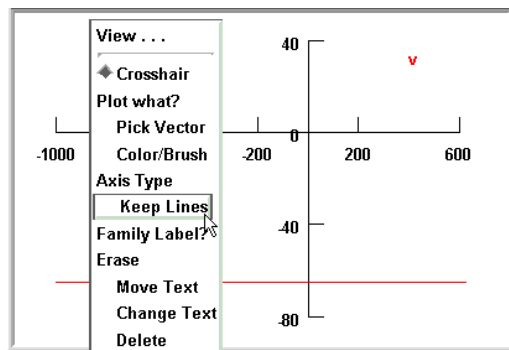 View . . .
Crosshair
Plot what?
Pick Vector
Color/Brush
Axis Type
Keep Lines
Family Label?
Erase
Move Text
Change Text
Delete
40
v
0
-1000
-200
200
600
-40
-80